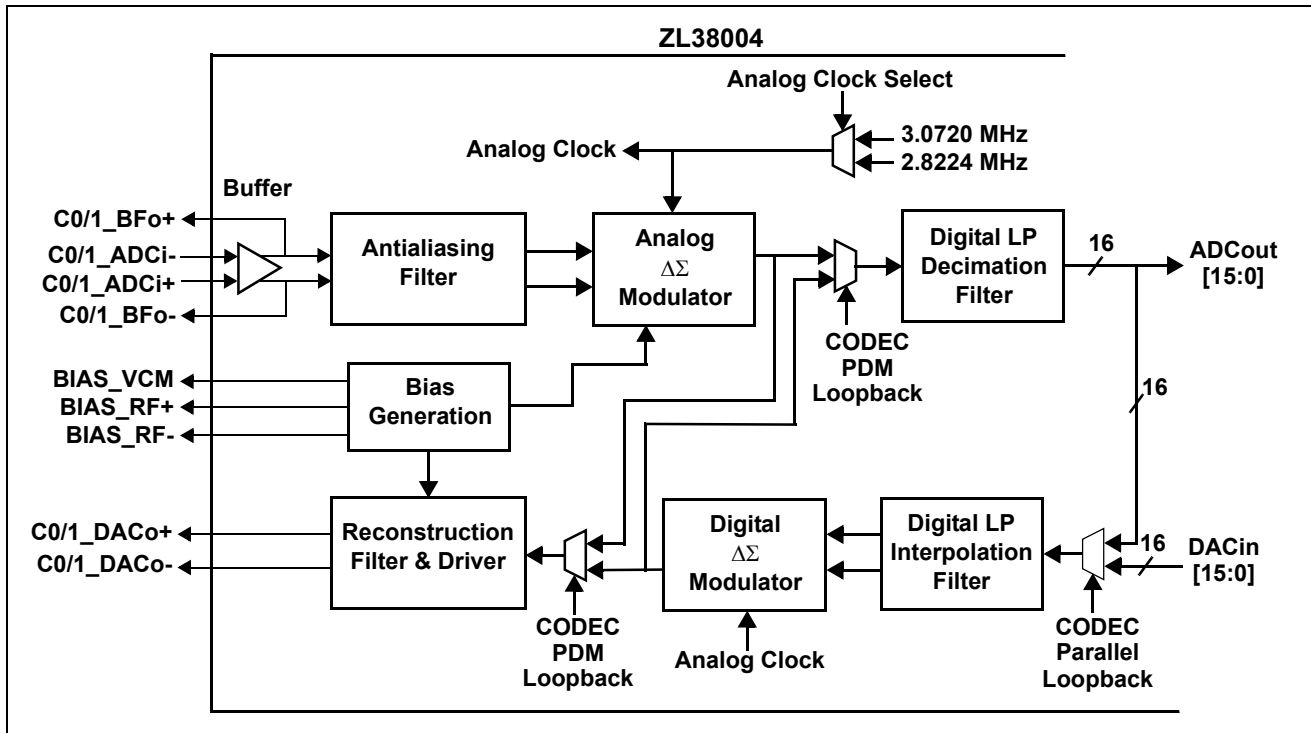 ZL38004
Analog Clock Select
3.0720 MHz
2.8224 MHz
Analog Clock
Buffer
C0/1_BFo+
C0/1_ADCi-
C0/1_ADCi+
C0/1_BFo-
Antialiasing
Filter
Analog
ΔΣ
Modulator
Digital LP
Decimation
Filter
16
ADCout
[15:0]
CODEC
PDM
Loopback
16
BIAS_VCM
BIAS_RF+
BIAS_RF-
Bias
Generation
C0/1_DACo+
C0/1_DACo-
Reconstruction
Filter & Driver
CODEC
PDM
Loopback
Digital
ΔΣ
Modulator
Analog Clock
Digital LP
Interpolation
Filter
CODEC
Parallel
Loopback
16
DACin
[15:0]